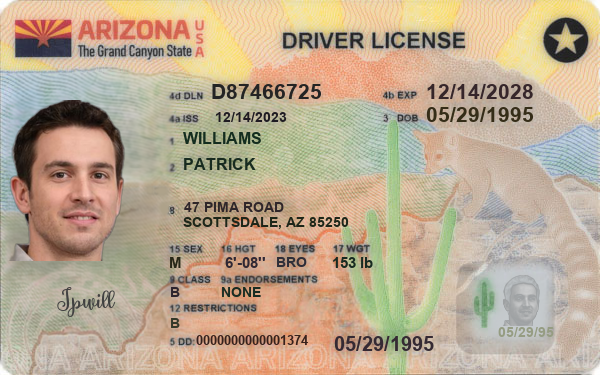 ARIZONA USA
The Grand Canyon State
DRIVER LICENSE
4d DLN D87466725 4b EXP 12/14/2028
4a ISS 12/14/2023 3 DOB 05/29/1995
1 WILLIAMS
2 PATRICK
8 47 PIMA ROAD
SCOTTSDALE, AZ 85250
15 SEX 16 HGT 18 EYES 17 WGT
M 6'-08" BRO 153 lb
9 CLASS 9a ENDORSEMENTS
B NONE
12 RESTRICTIONS
B
Jpwill
05/29/95
5 DD: 0000000000001374 05/29/1995
ONA ARIZONA ARIZONA ARIZONA ARIZONA